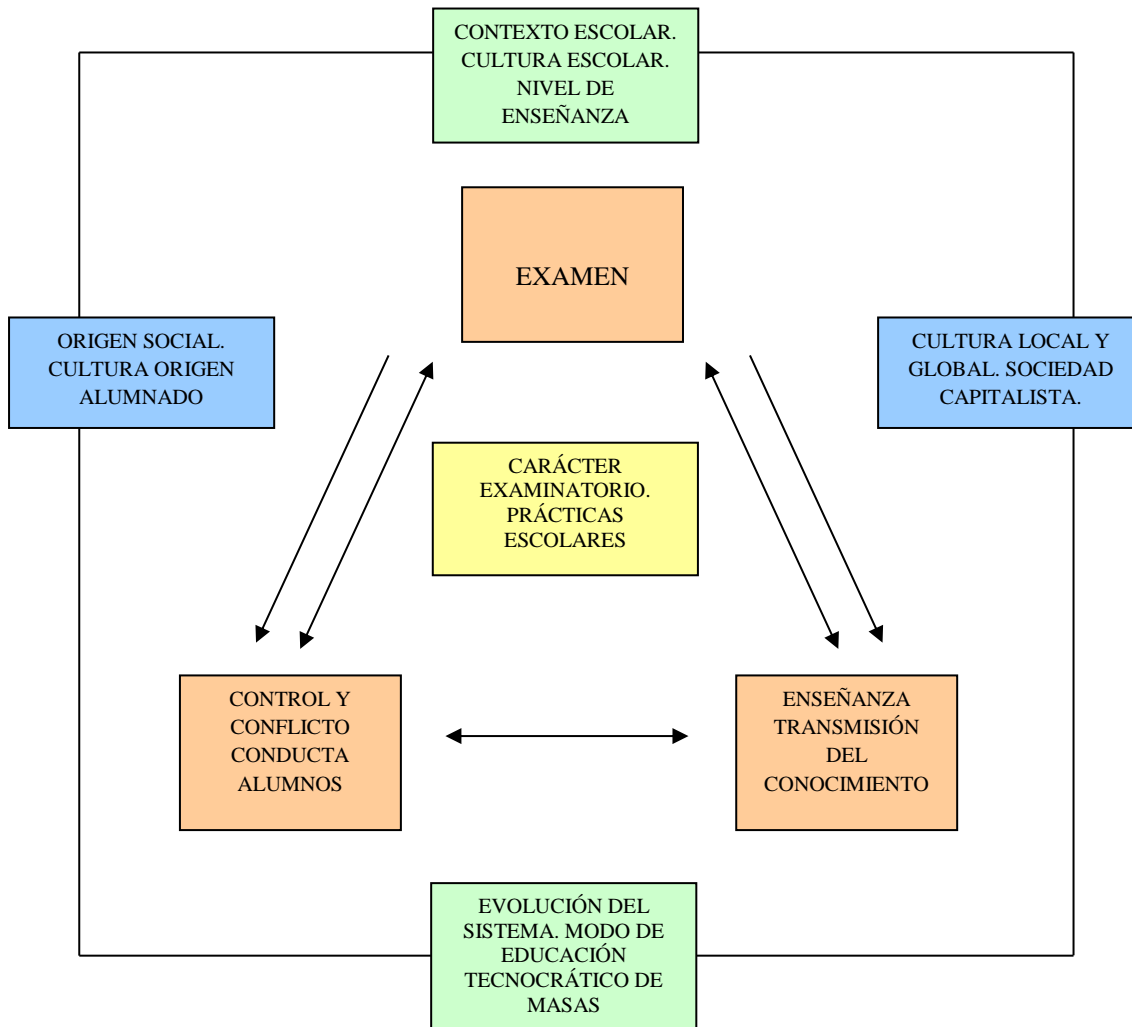 CONTEXTO ESCOLAR.
CULTURA ESCOLAR.
NIVEL DE
ENSEÑANZA
EXAMEN
ORIGEN SOCIAL.
CULTURA ORIGEN
ALUMNADO
CULTURA LOCAL Y
GLOBAL. SOCIEDAD
CAPITALISTA.
CARÁCTER
EXAMINATORIO.
PRÁCTICAS
ESCOLARES
CONTROL Y
CONFLICTO
CONDUCTA
ALUMNOS
ENSEÑANZA
TRANSMISIÓN
DEL
CONOCIMIENTO
EVOLUCIÓN DEL
SISTEMA. MODO DE
EDUCACIÓN
TECNOCRÁTICO DE
MASAS